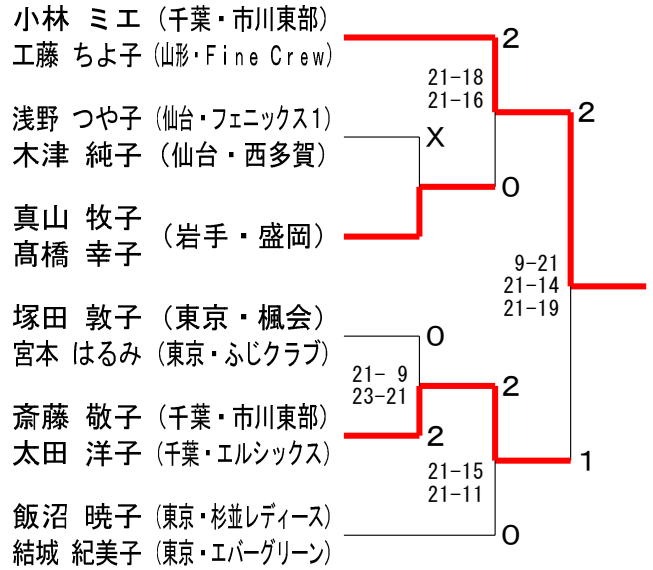 小林 ミエ (千葉・市川東部)
工藤 ちよ子 (山形・Fine Crew)
2
21-18
21-16
浅野 つや子 (仙台・フェニックス1)
木津 純子 (仙台・西多賀)
X
2
0
真山 牧子
髙橋 幸子
(岩手・盛岡)
9-21
21-14
21-19
塚田 敦子 (東京・楓会)
宮本 はるみ (東京・ふじクラブ)
0
21- 9
23-21
2
斎藤 敬子 (千葉・市川東部)
太田 洋子 (千葉・エルシックス)
2
1
21-15
21-11
飯沼 暁子 (東京・杉並レディース)
結城 紀美子 (東京・エバーグリーン)
0